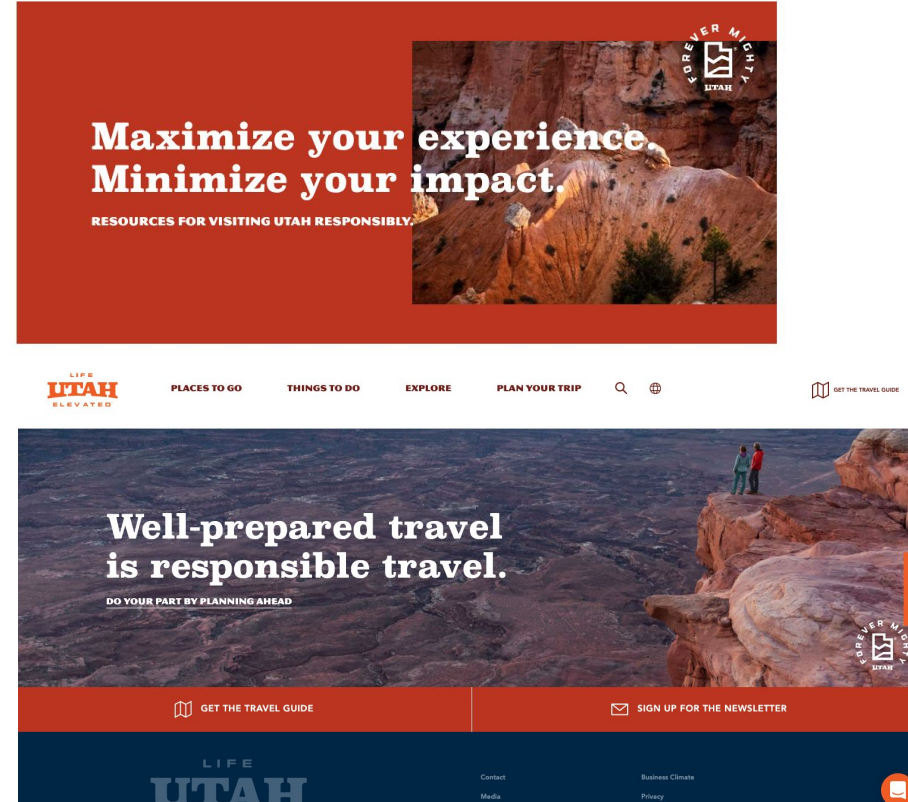 FOREVER MIGHTY
UTAH
Maximize your experience.
Minimize your impact.
RESOURCES FOR VISITING UTAH RESPONSIBLY.
LIFE
UTAH
ELEVATED
PLACES TO GO
THINGS TO DO
EXPLORE
PLAN YOUR TRIP
GET THE TRAVEL GUIDE
Well-prepared travel
is responsible travel.
DO YOUR PART BY PLANNING AHEAD
FOREVER MIGHTY
UTAH
GET THE TRAVEL GUIDE
SIGN UP FOR THE NEWSLETTER
LIFE
UTAH
Contact
Business Climate
Media
Privacy